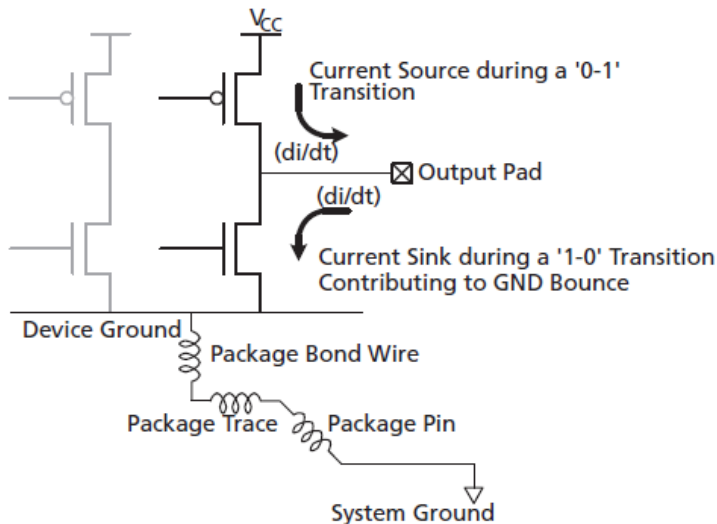 VCC
Current Source during a '0-1'
Transition
(di/dt)
Output Pad
(di/dt)
Current Sink during a '1-0' Transition
Contributing to GND Bounce
Device Ground
Package Bond Wire
Package Trace
Package Pin
System Ground